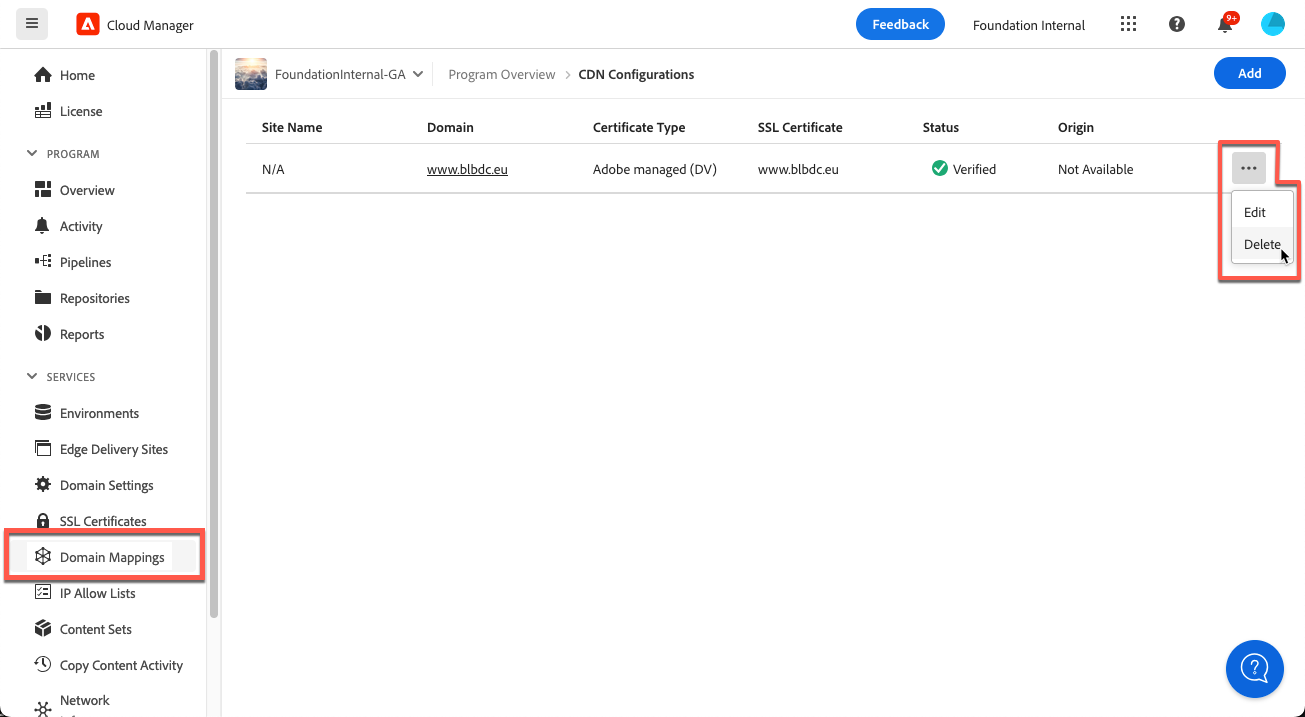 Cloud Manager
Feedback
Foundation Internal
9+
Home
License
PROGRAM
Overview
Activity
Pipelines
Repositories
Reports
SERVICES
Environments
Edge Delivery Sites
Domain Settings
SSL Certificates
Domain Mappings
IP Allow Lists
Content Sets
Copy Content Activity
Network
FoundationInternal-GA
Program Overview > CDN Configurations
Add
Site Name Domain Certificate Type SSL Certificate Status Origin
N/A www.blbdc.eu Adobe managed (DV) www.blbdc.eu Verified Not Available
Edit
Delete